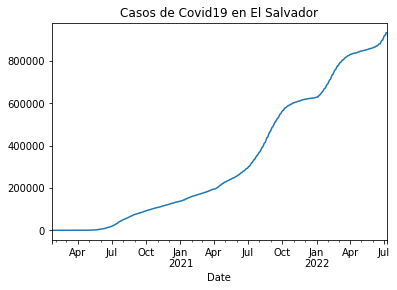 Casos de Covid19 en El Salvador
800000
600000
400000
200000
0
Apr Jul Oct Jan Apr Jul Oct Jan Apr Jul
2021 2022
Date